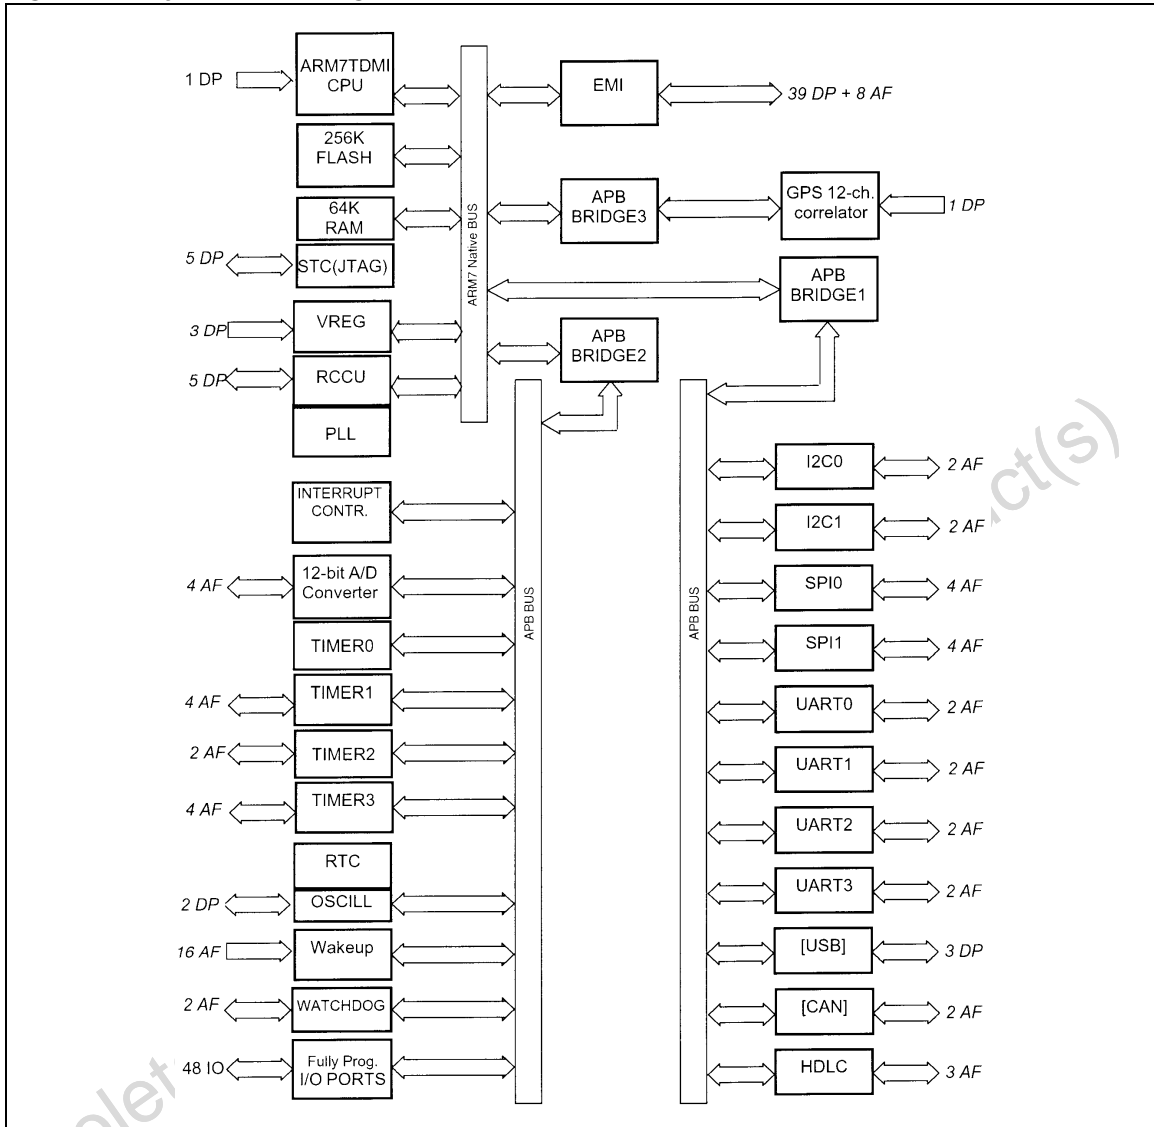 1 DP
ARM7TDMI
CPU
EMI
39 DP + 8 AF
256K
FLASH
64K
RAM
ARM7 Native BUS
APB
BRIDGE3
GPS 12-ch.
correlator
1 DP
5 DP
STC(JTAG)
APB
BRIDGE1
3 DP
VREG
APB
BRIDGE2
5 DP
RCCU
PLL
INTERRUPT
CONTR.
4 AF
12-bit A/D
Converter
TIMER0
4 AF
TIMER1
2 AF
TIMER2
4 AF
TIMER3
RTC
2 DP
OSCILL
16 AF
Wakeup
2 AF
WATCHDOG
48 IO
Fully Prog.
I/O PORTS
APB BUS
APB BUS
I2C0
2 AF
I2C1
2 AF
SPI0
4 AF
SPI1
4 AF
UART0
2 AF
UART1
2 AF
UART2
2 AF
UART3
2 AF
[USB]
3 DP
[CAN]
2 AF
HDLC
3 AF
ct(s)
olet